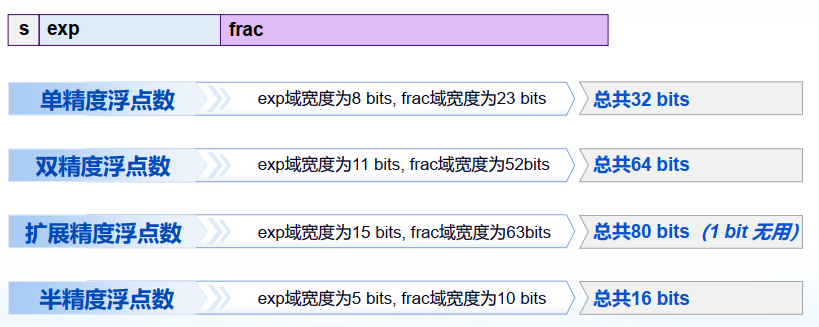 s exp frac
单精度浮点数 exp域宽度为8 bits, frac域宽度为23 bits 总共32 bits
双精度浮点数 exp域宽度为11 bits, frac域宽度为52bits 总共64 bits
扩展精度浮点数 exp域宽度为15 bits, frac域宽度为63bits 总共80 bits（1 bit 无用）
半精度浮点数 exp域宽度为5 bits, frac域宽度为10 bits 总共16 bits